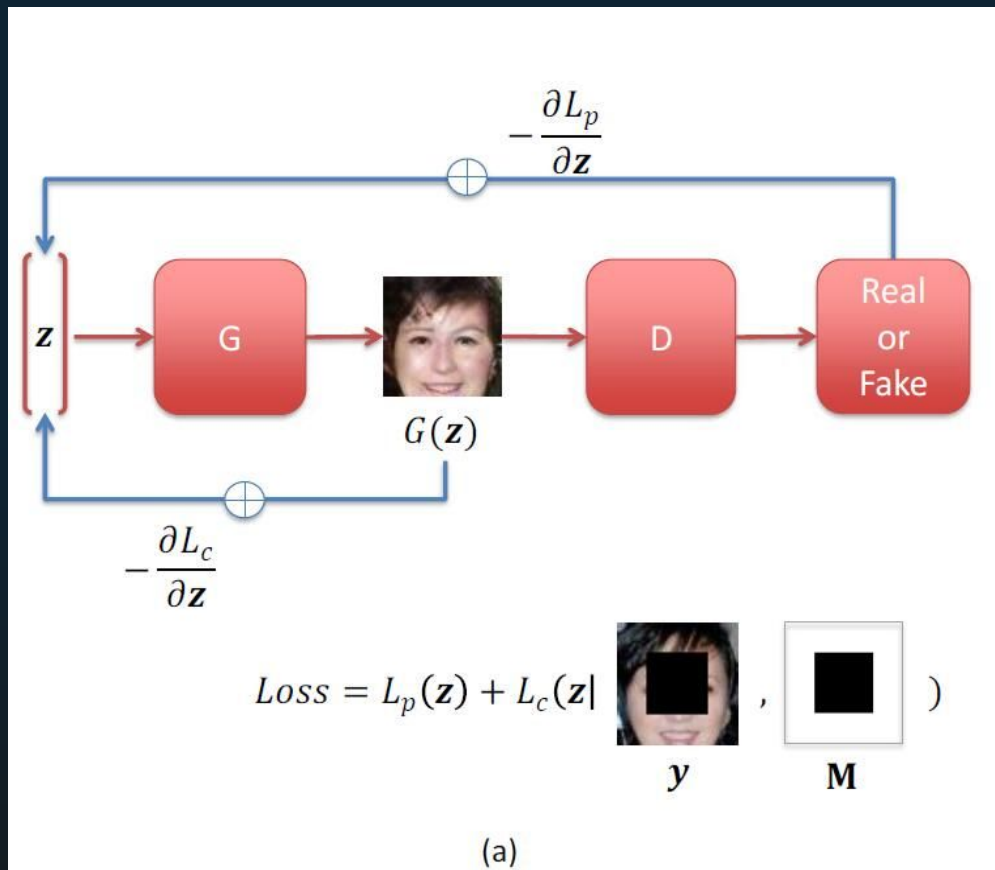 − ∂L_p / ∂z
z
G
G(z)
D
Real
or
Fake
− ∂L_c / ∂z
Loss = L_p(z) + L_c(z| , )
y
M
(a)